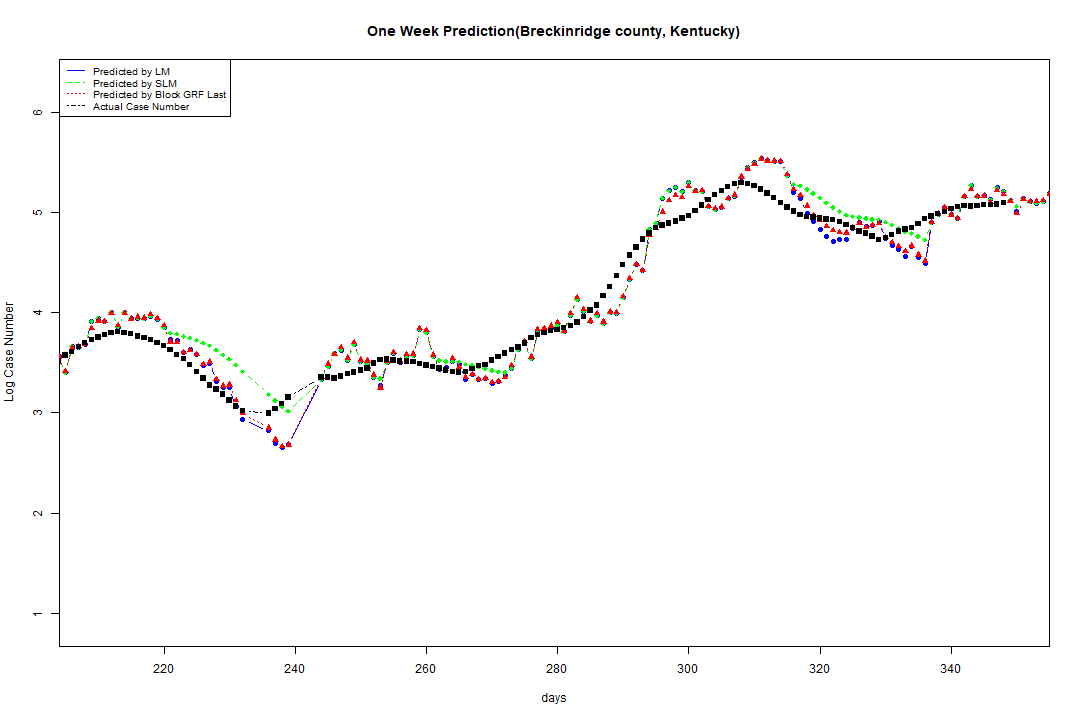 One Week Prediction(Breckinridge county, Kentucky)
Predicted by LM
Predicted by SLM
Predicted by Block GRF Last
Actual Case Number
Log Case Number
6
5
4
3
2
1
220 240 260 280 300 320 340
days